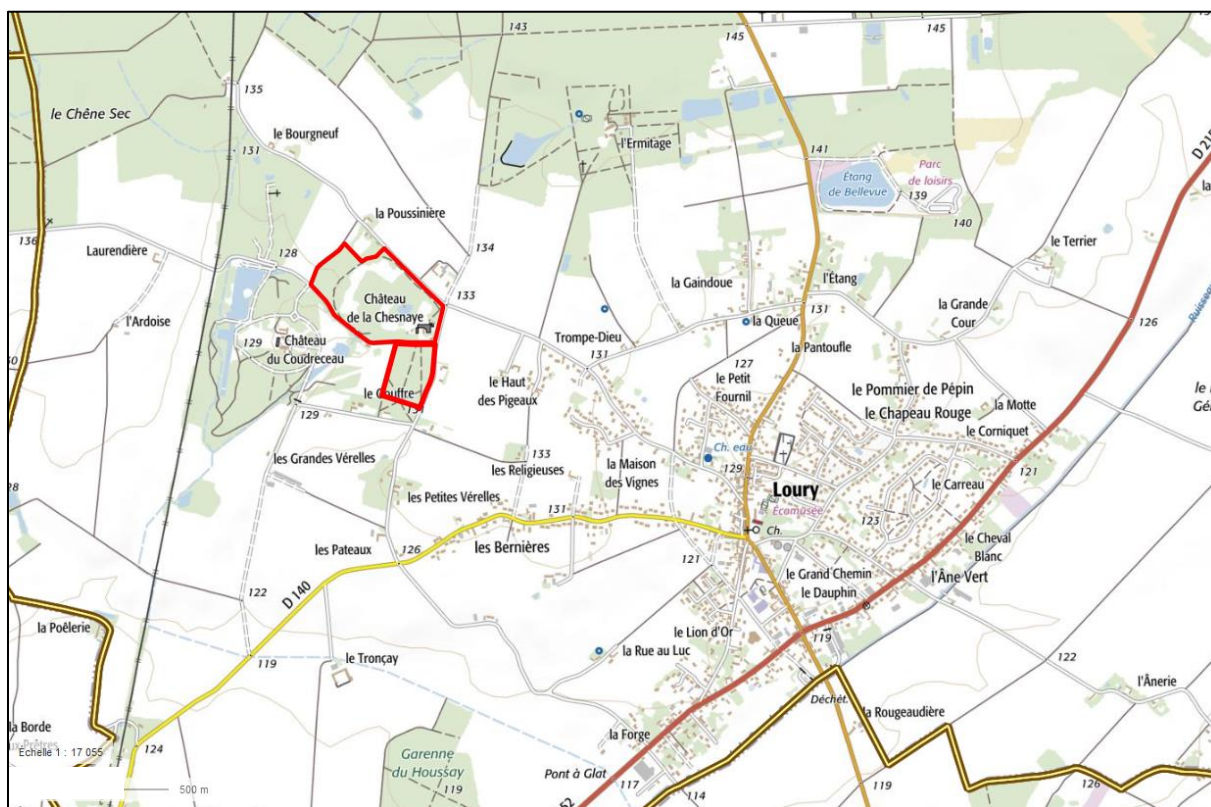 143
145
145
135
le Chêne Sec
le Bourgneuf
131
l'Ermitage
141
Étang
de Bellevue
Parc
de loisirs
139
140
la Poussinière
136
Laurendière
128
134
le Terrier
133
la Gaindoue
l'Étang
131
la Grande
Cour
126
Château
de la Chesnaye
l'Ardoise
129
Château
du Coudreceau
Trompe-Dieu
la Queue
131
la Pantoufle
127
le Petit
Fournil
le Pommier de Pépin
le Chapeau Rouge
la Motte
le Corniquet
le Haut
des Pigeaux
le Gouffre
129
133
les Grandes Vérelles
les Religieuses
la Maison
des Vignes
Ch. eau
129
Loury
Écomusée
Ch.
121
le Carreau
123
les Petites Vérelles
131
les Bernières
le Cheval
Blanc
les Pateaux
126
121
le Grand Chemin
le Dauphin
l'Âne Vert
D 140
122
la Poêlerie
119
le Tronçay
le Lion d'Or
la Rue au Luc
119
122
l'Ânerie
Déchèt.
la Rougeaudière
la Borde
124
Echelle 1 : 17 055
500 m
Garenne
du Houssay
la Forge
Pont à Glat
117
114
52
119
126